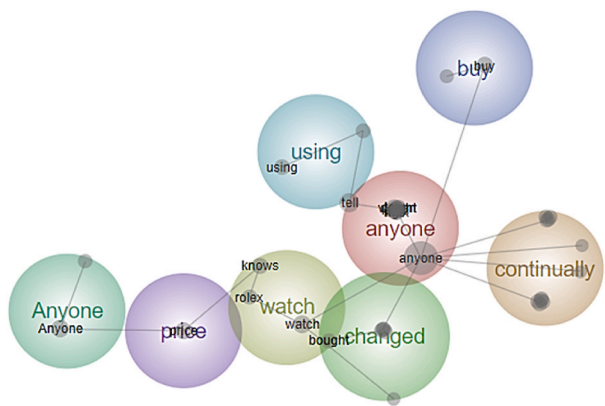 buy
buy
using
using
tell
anyone
anyone
knows
rolex
watch
watch
continually
Anyone
Anyone
price
bought
changed